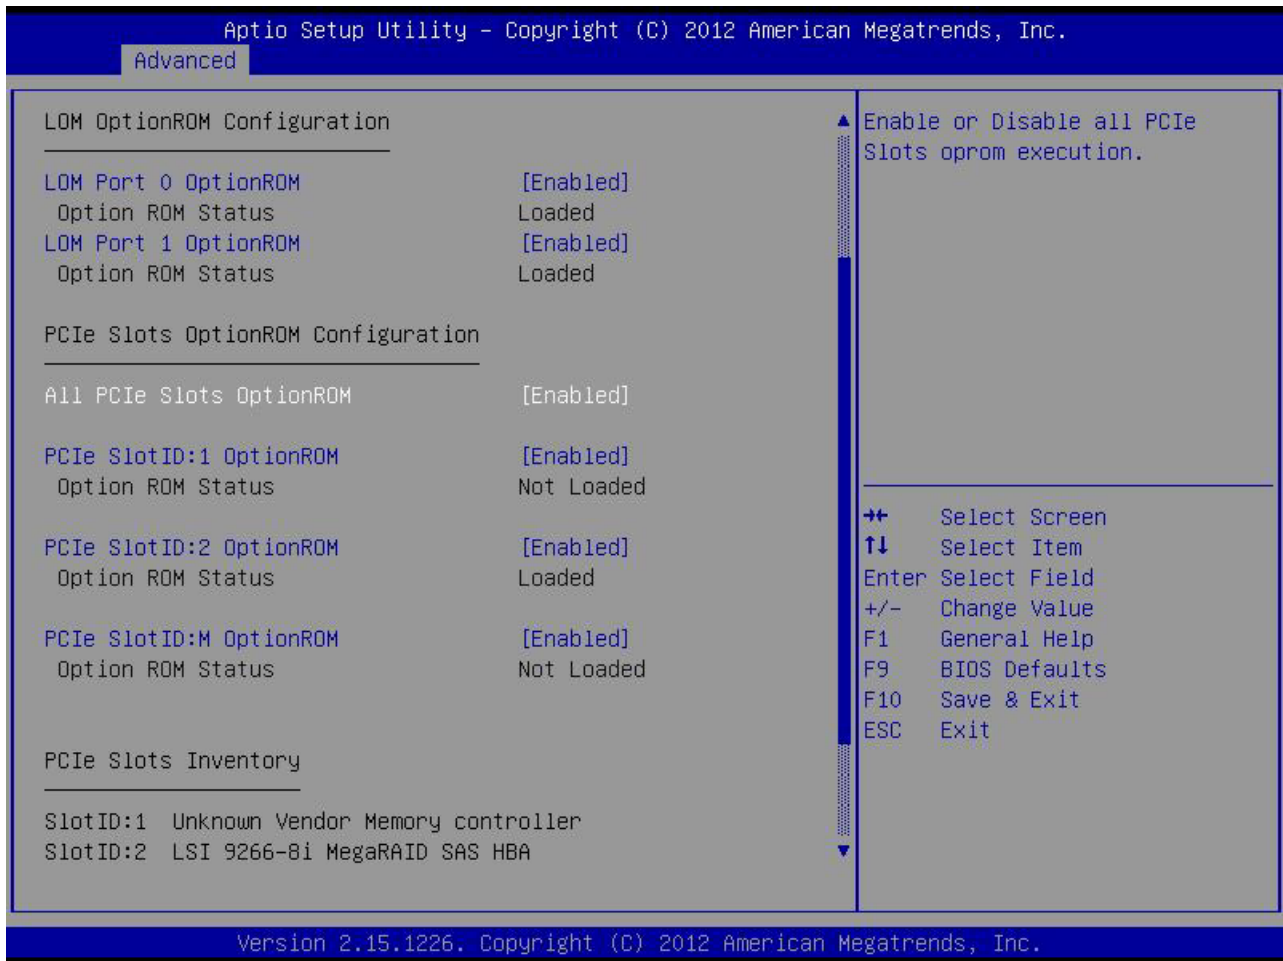 Aptio Setup Utility – Copyright (C) 2012 American Megatrends, Inc.
Advanced
LOM OptionROM Configuration
LOM Port 0 OptionROM [Enabled]
Option ROM Status Loaded
LOM Port 1 OptionROM [Enabled]
Option ROM Status Loaded
PCIe Slots OptionROM Configuration
All PCIe Slots OptionROM [Enabled]
PCIe SlotID:1 OptionROM [Enabled]
Option ROM Status Not Loaded
PCIe SlotID:2 OptionROM [Enabled]
Option ROM Status Loaded
PCIe SlotID:M OptionROM [Enabled]
Option ROM Status Not Loaded
PCIe Slots Inventory
SlotID:1 Unknown Vendor Memory controller
SlotID:2 LSI 9266-8i MegaRAID SAS HBA
Enable or Disable all PCIe
Slots oprom execution.
→← Select Screen
↑↓ Select Item
Enter Select Field
+/- Change Value
F1 General Help
F9 BIOS Defaults
F10 Save & Exit
ESC Exit
Version 2.15.1226. Copyright (C) 2012 American Megatrends, Inc.